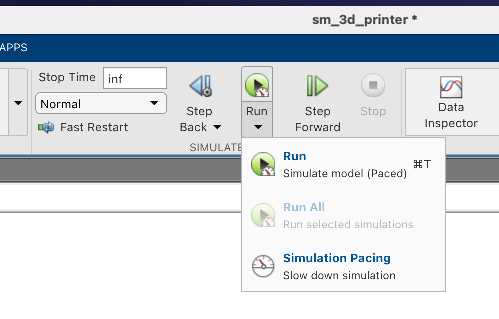 sm_3d_printer *
APPS
Stop Time inf
Normal
Fast Restart
Step
Back
Run
Step
Forward
Stop
Data
Inspector
SIMULATE
Run
Simulate model (Paced) ⌘T
Run All
Run selected simulations
Simulation Pacing
Slow down simulation